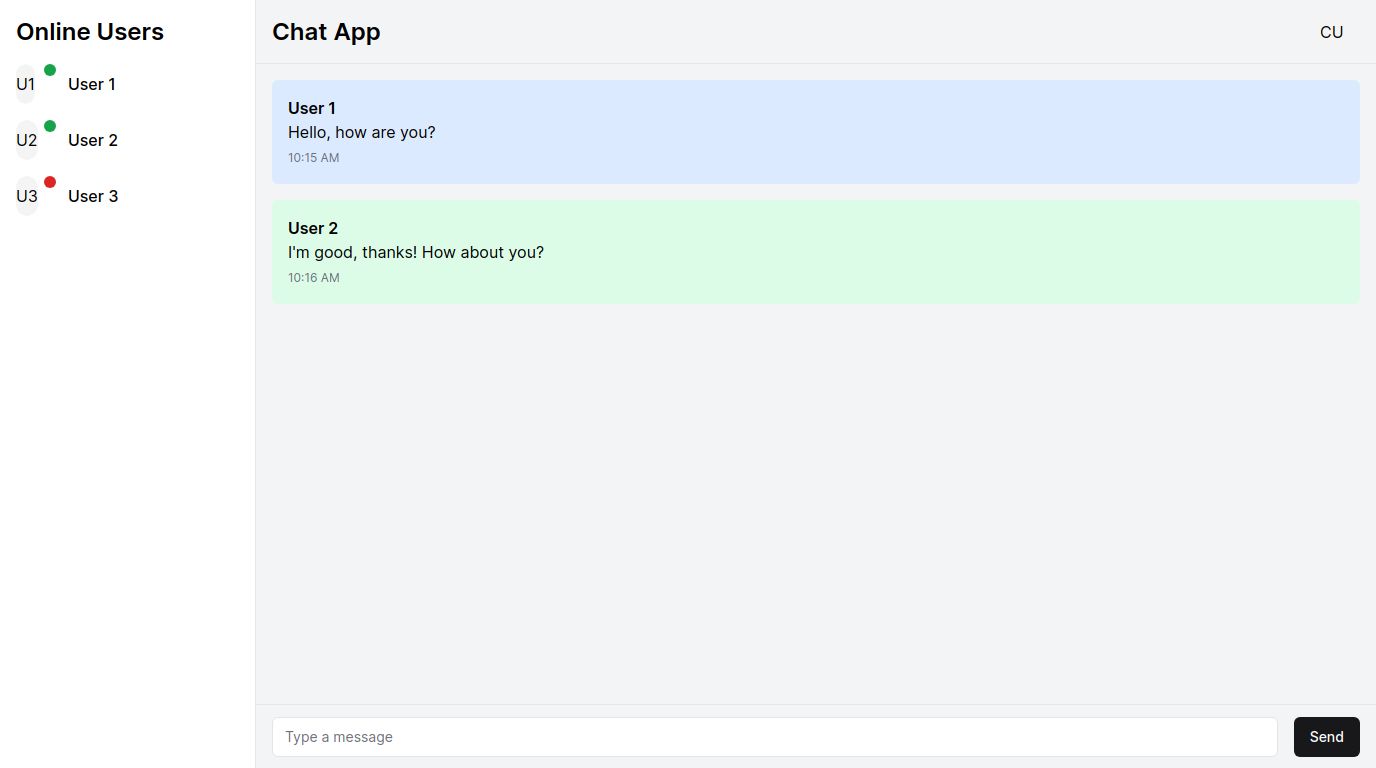 Online Users
U1
User 1
U2
User 2
U3
User 3
Chat App
CU
User 1
Hello, how are you?
10:15 AM
User 2
I'm good, thanks! How about you?
10:16 AM
Type a message
Send